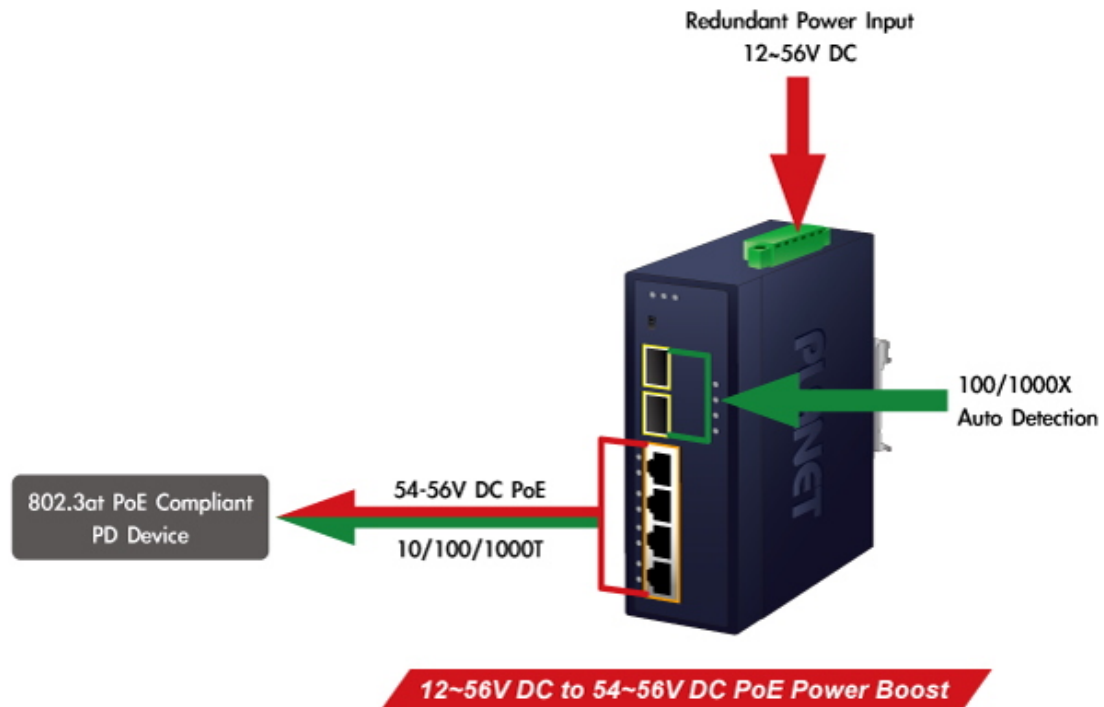 Redundant Power Input
12~56V DC
PLANET
100/1000X
Auto Detection
802.3at PoE Compliant
PD Device
54-56V DC PoE
10/100/1000T
12~56V DC to 54~56V DC PoE Power Boost